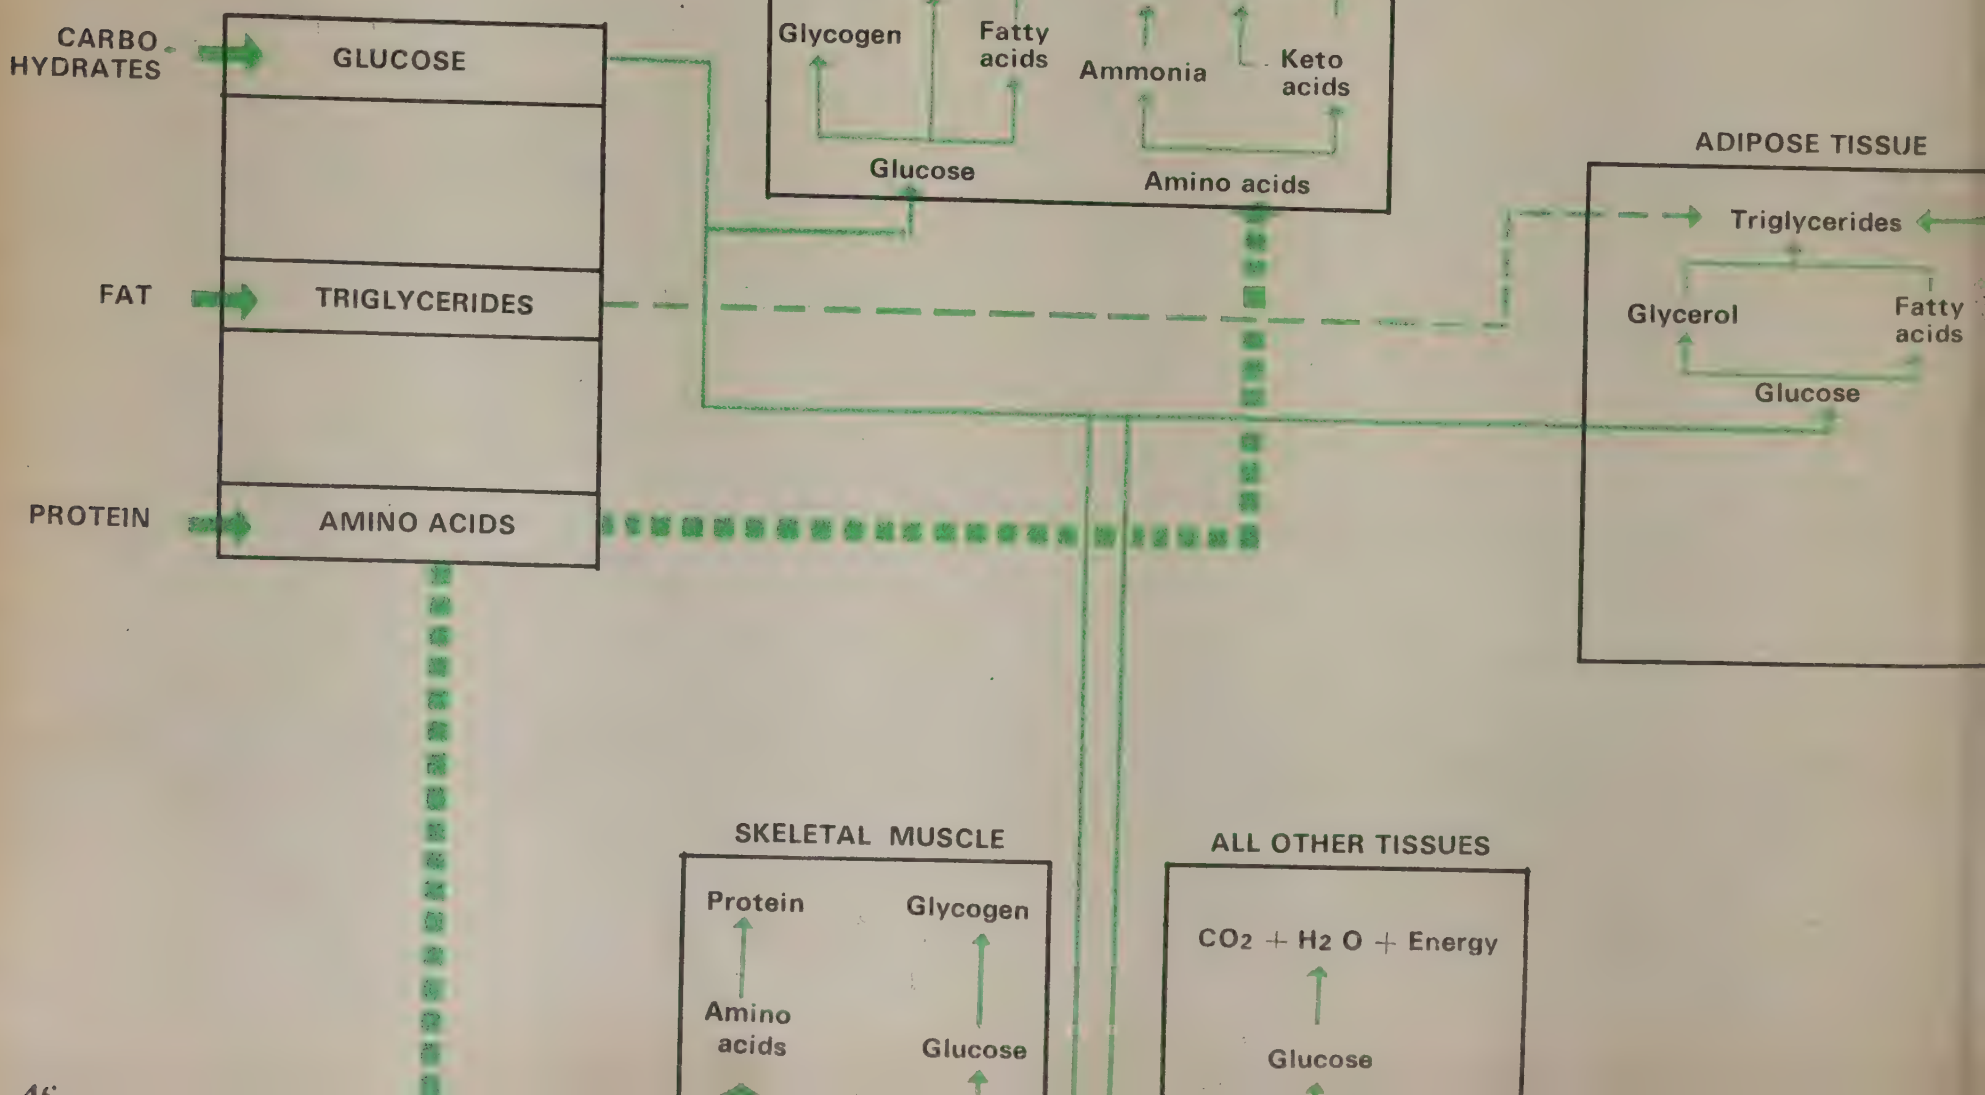 CARBO-
HYDRATES
GLUCOSE
FAT
TRIGLYCERIDES
PROTEIN
AMINO ACIDS
Glycogen
Fatty
acids
Ammonia
Keto
acids
Glucose
Amino acids
ADIPOSE TISSUE
Triglycerides
Glycerol
Fatty
acids
Glucose
SKELETAL MUSCLE
Protein
Glycogen
Amino
acids
Glucose
ALL OTHER TISSUES
CO2 + H2 O + Energy
Glucose